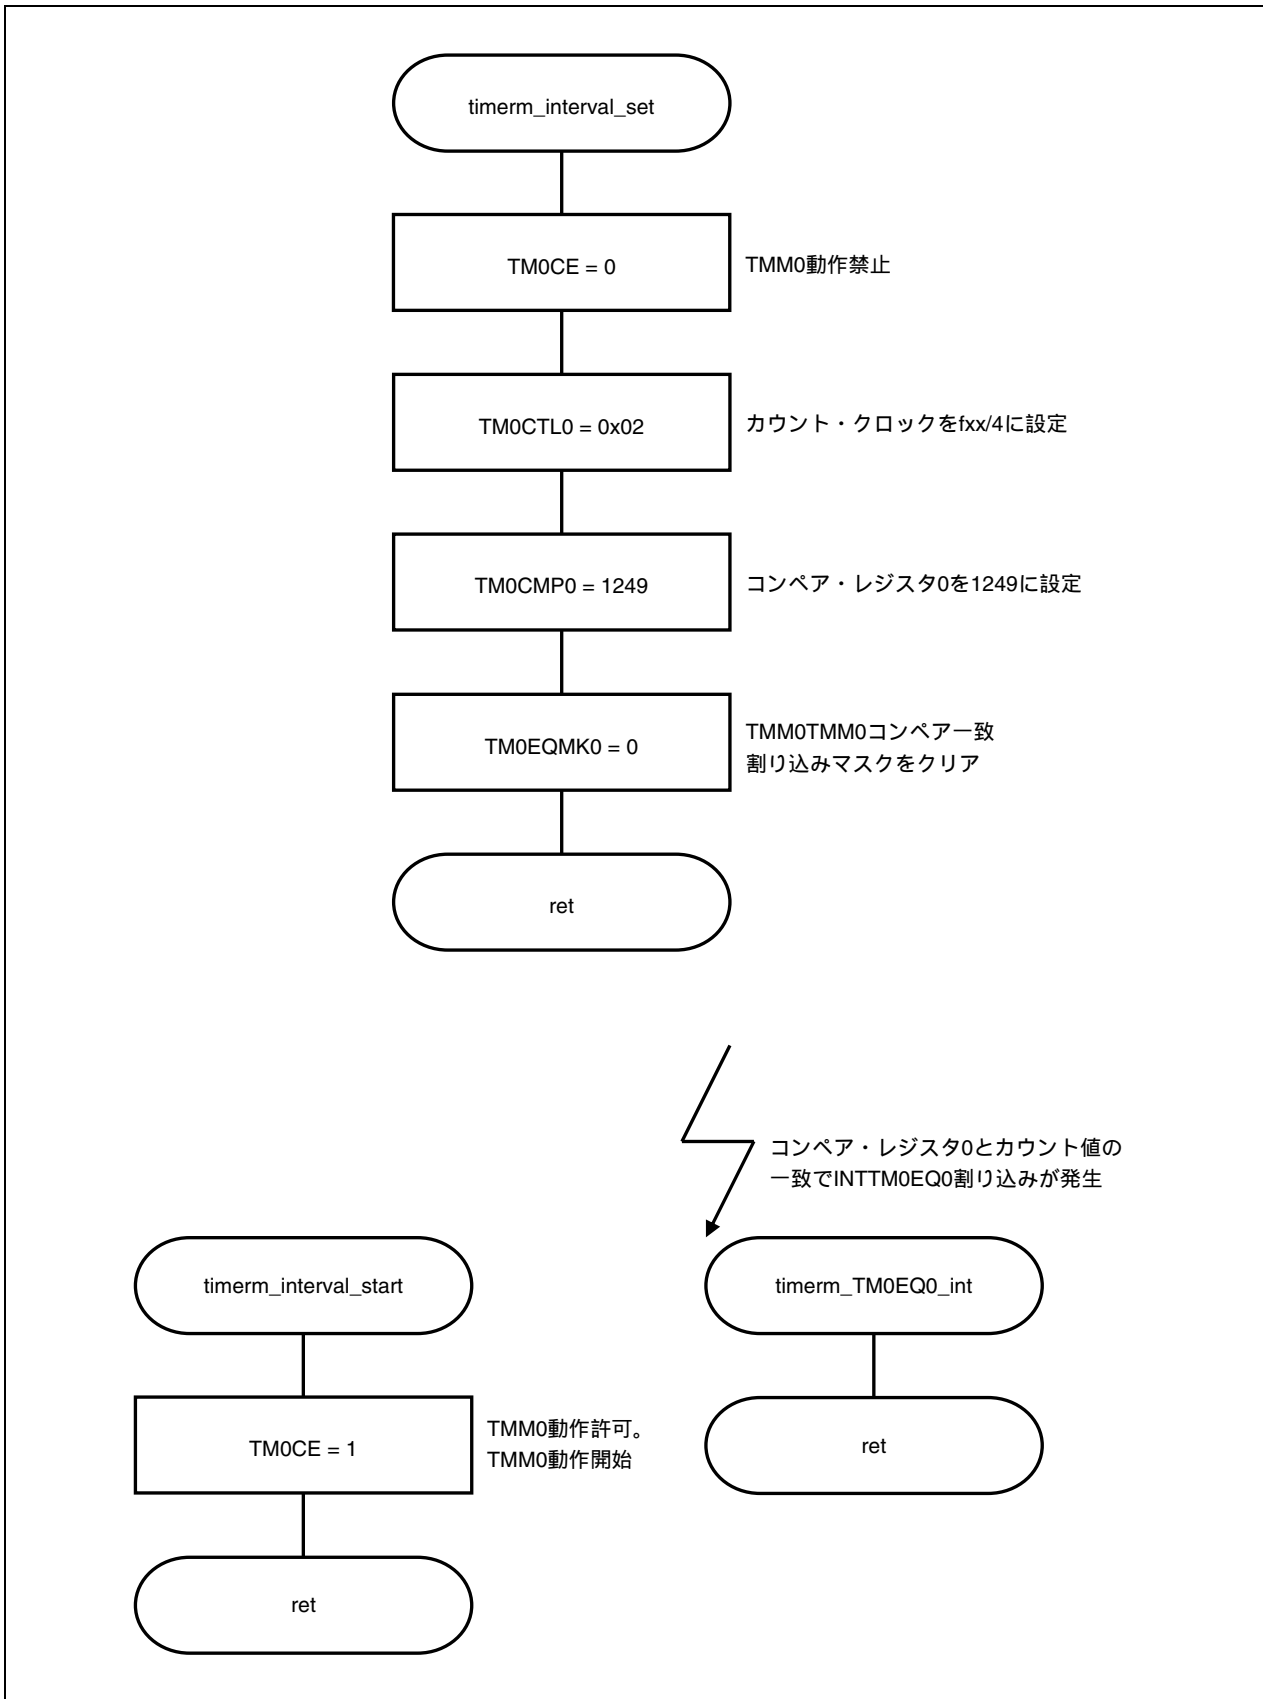 timerm_interval_set
TM0CE = 0
TMM0動作禁止
TM0CTL0 = 0x02
カウント・クロックをfxx/4に設定
TM0CMP0 = 1249
コンペア・レジスタ0を1249に設定
TM0EQMK0 = 0
TMM0TMM0コンペア一致
割り込みマスクをクリア
ret
コンペア・レジスタ0とカウント値の
一致でINTTM0EQ0割り込みが発生
timerm_interval_start
TM0CE = 1
TMM0動作許可。
TMM0動作開始
ret
timerm_TM0EQ0_int
ret